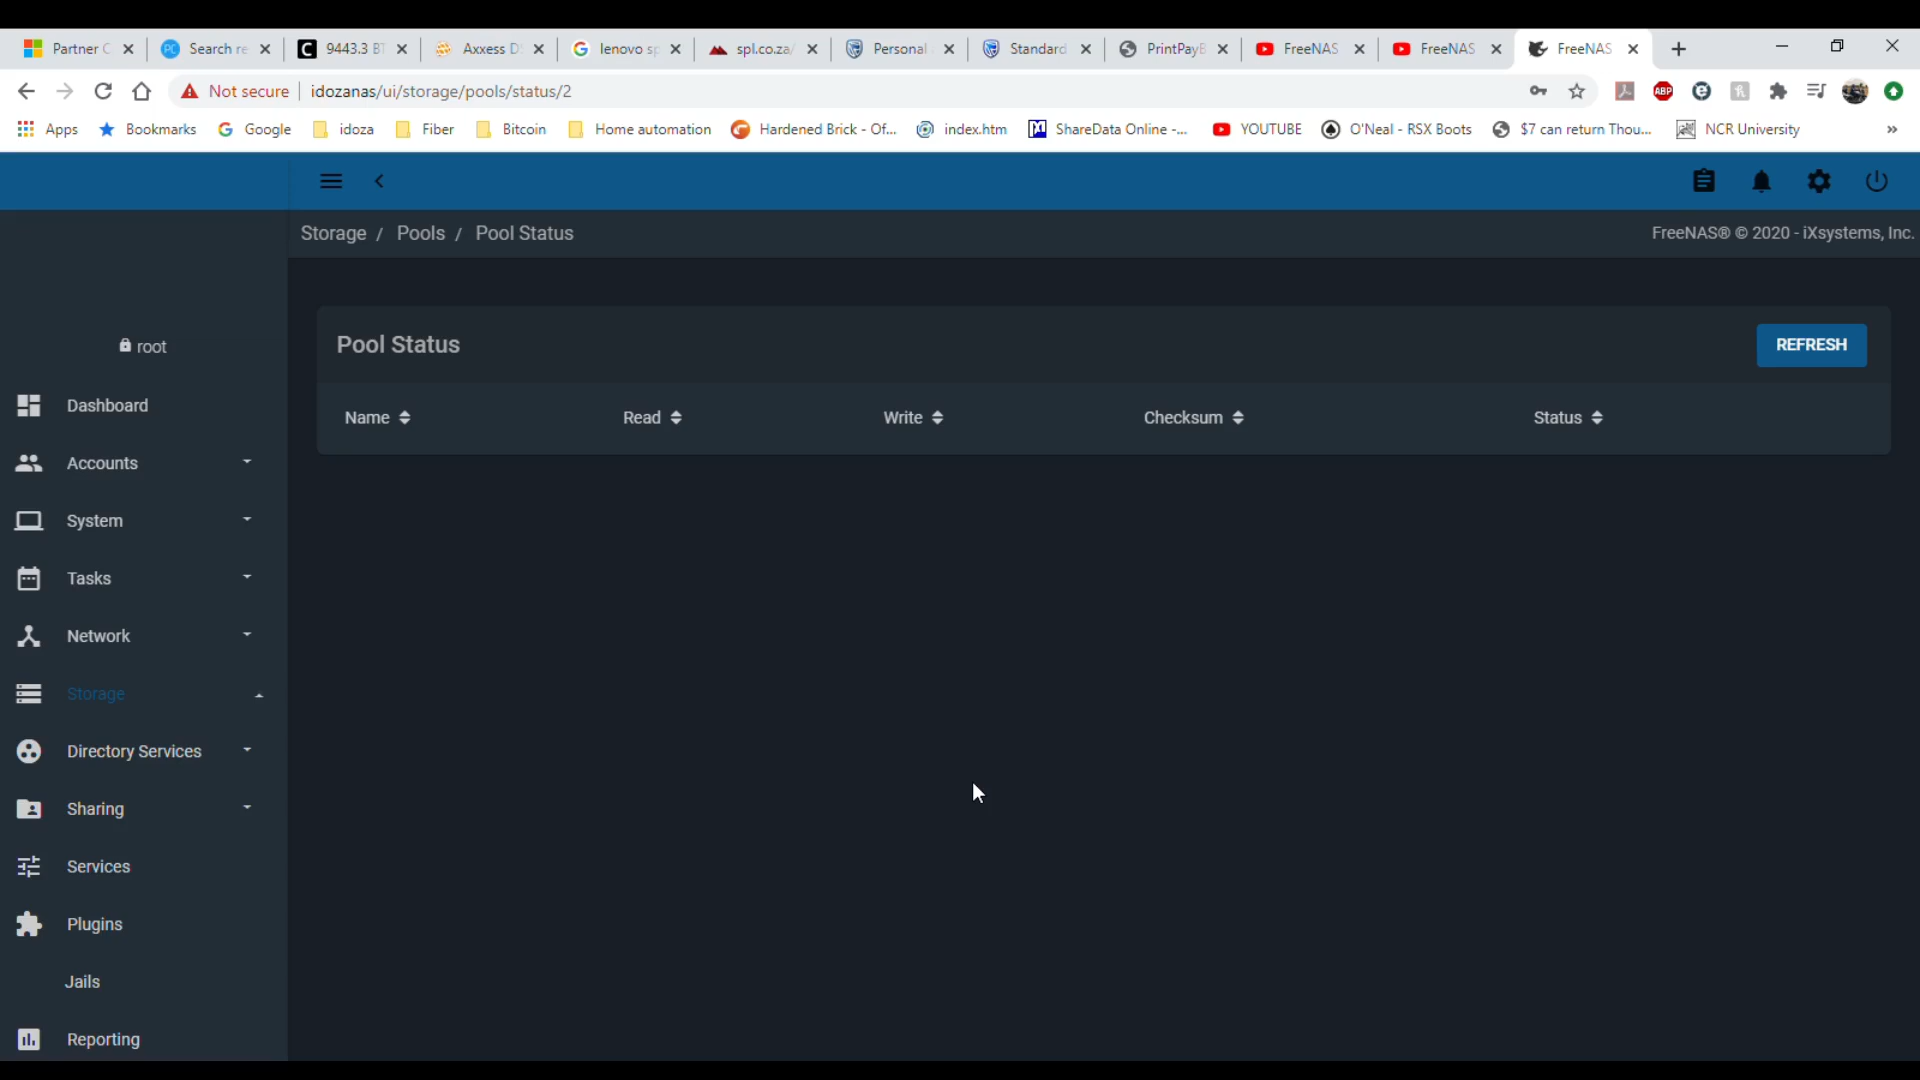 Partner C
Search re
9443.3 BT
Axxess D
lenovo sp
spl.co.za/
Personal
Standard
PrintPayB
FreeNAS
FreeNAS
FreeNAS
Not secure
idozanas/ui/storage/pools/status/2
ABP
Apps
Bookmarks
Google
idoza
Fiber
Bitcoin
Home automation
Hardened Brick - Of...
index.htm
ShareData Online -...
YOUTUBE
O'Neal - RSX Boots
$7 can return Thou...
NCR University
»
Storage / Pools / Pool Status
FreeNAS® © 2020 - iXsystems, Inc.
root
Pool Status
REFRESH
Name
Read
Write
Checksum
Status
Dashboard
Accounts
System
Tasks
Network
Storage
Directory Services
Sharing
Services
Plugins
Jails
Reporting